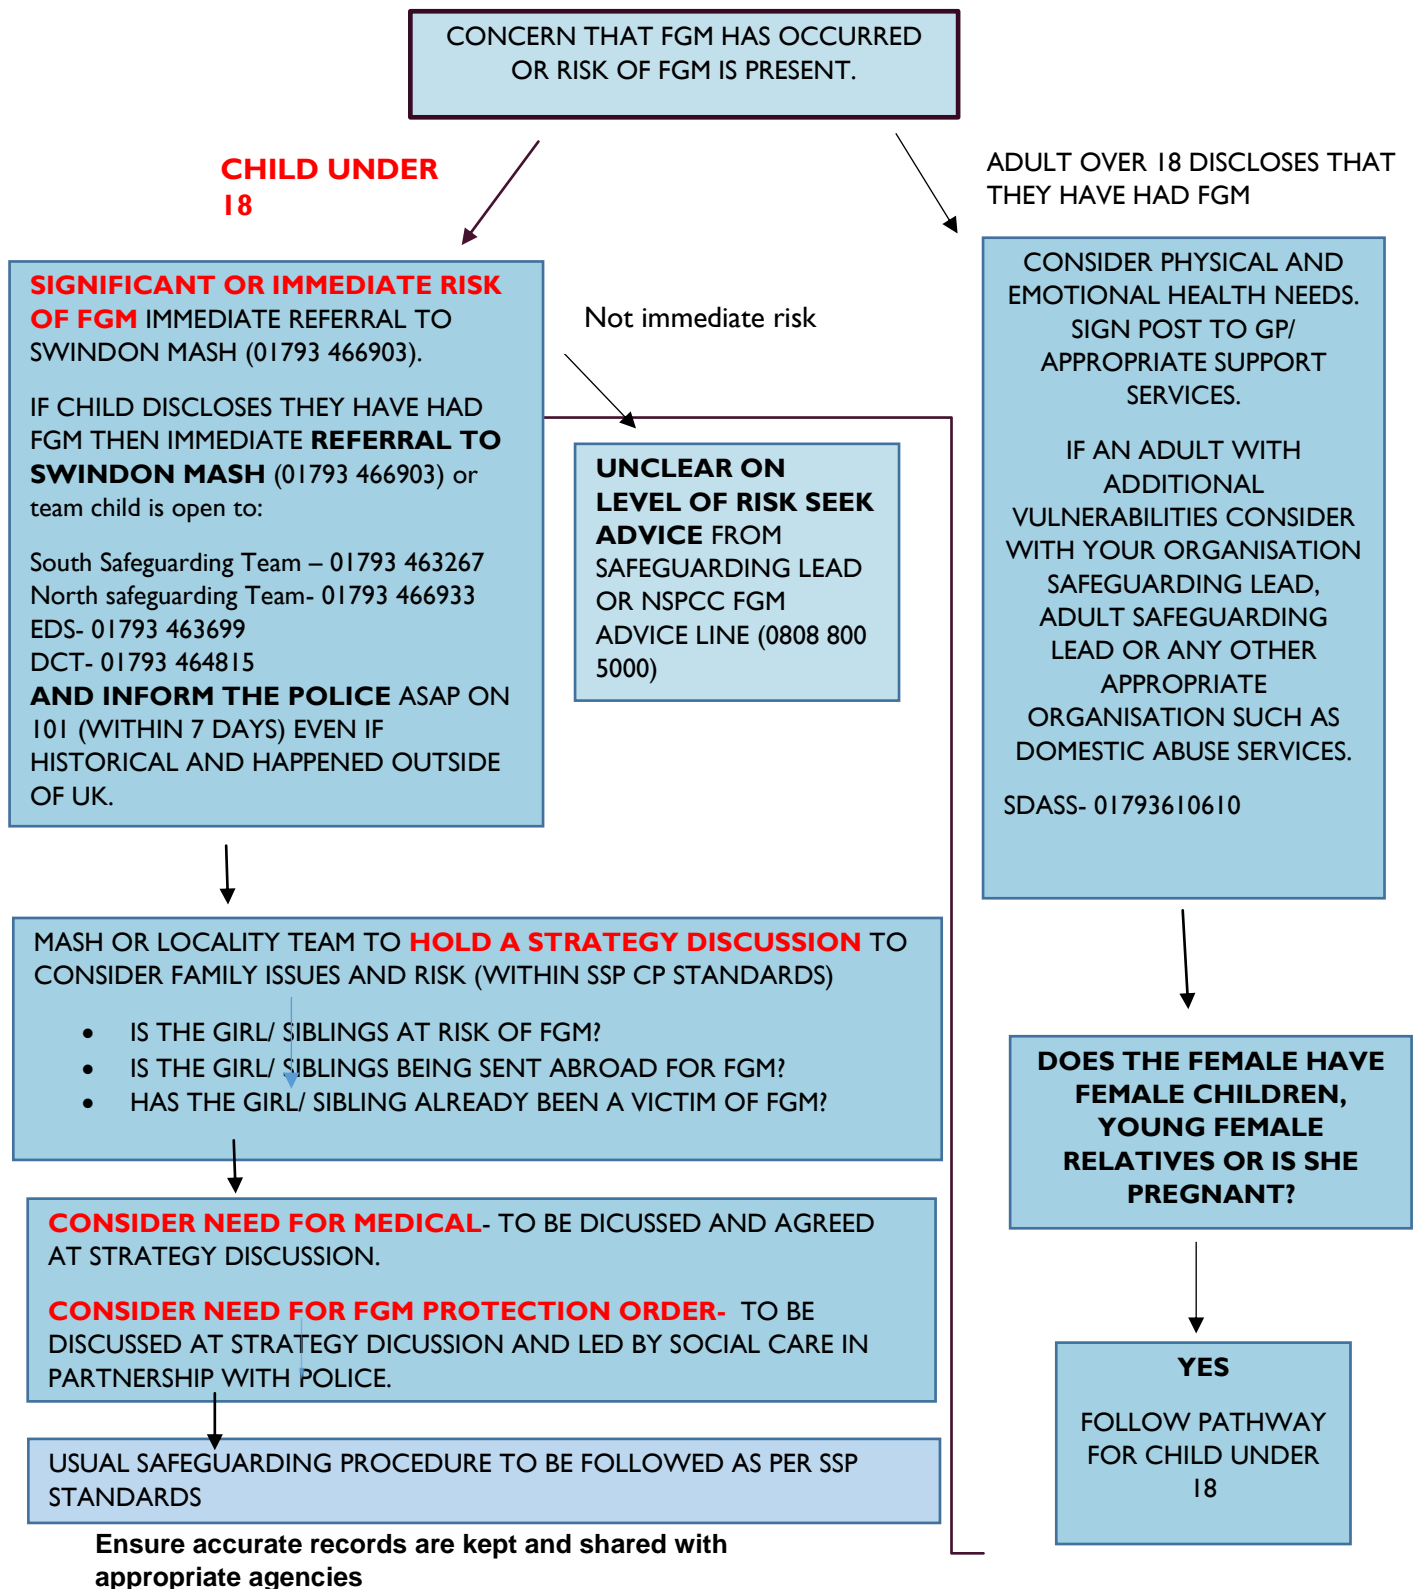 CONCERN THAT FGM HAS OCCURRED
OR RISK OF FGM IS PRESENT.
CHILD UNDER
18
ADULT OVER 18 DISCLOSES THAT
THEY HAVE HAD FGM
SIGNIFICANT OR IMMEDIATE RISK
OF FGM IMMEDIATE REFERRAL TO
SWINDON MASH (01793 466903).
IF CHILD DISCLOSES THEY HAVE HAD
FGM THEN IMMEDIATE REFERRAL TO
SWINDON MASH (01793 466903) or
team child is open to:
South Safeguarding Team – 01793 463267
North safeguarding Team- 01793 466933
EDS- 01793 463699
DCT- 01793 464815
AND INFORM THE POLICE ASAP ON
101 (WITHIN 7 DAYS) EVEN IF
HISTORICAL AND HAPPENED OUTSIDE
OF UK.
Not immediate risk
UNCLEAR ON
LEVEL OF RISK SEEK
ADVICE FROM
SAFEGUARDING LEAD
OR NSPCC FGM
ADVICE LINE (0808 800
5000)
CONSIDER PHYSICAL AND
EMOTIONAL HEALTH NEEDS.
SIGN POST TO GP/
APPROPRIATE SUPPORT
SERVICES.
IF AN ADULT WITH
ADDITIONAL
VULNERABILITIES CONSIDER
WITH YOUR ORGANISATION
SAFEGUARDING LEAD,
ADULT SAFEGUARDING
LEAD OR ANY OTHER
APPROPRIATE
ORGANISATION SUCH AS
DOMESTIC ABUSE SERVICES.
SDASS- 01793610610
MASH OR LOCALITY TEAM TO HOLD A STRATEGY DISCUSSION TO
CONSIDER FAMILY ISSUES AND RISK (WITHIN SSP CP STANDARDS)
• IS THE GIRL/ SIBLINGS AT RISK OF FGM?
• IS THE GIRL/ SIBLINGS BEING SENT ABROAD FOR FGM?
• HAS THE GIRL/ SIBLING ALREADY BEEN A VICTIM OF FGM?
DOES THE FEMALE HAVE
FEMALE CHILDREN,
YOUNG FEMALE
RELATIVES OR IS SHE
PREGNANT?
CONSIDER NEED FOR MEDICAL- TO BE DICUSSED AND AGREED
AT STRATEGY DISCUSSION.
CONSIDER NEED FOR FGM PROTECTION ORDER- TO BE
DISCUSSED AT STRATEGY DICUSSION AND LED BY SOCIAL CARE IN
PARTNERSHIP WITH POLICE.
YES
FOLLOW PATHWAY
FOR CHILD UNDER
18
USUAL SAFEGUARDING PROCEDURE TO BE FOLLOWED AS PER SSP
STANDARDS
Ensure accurate records are kept and shared with
appropriate agencies